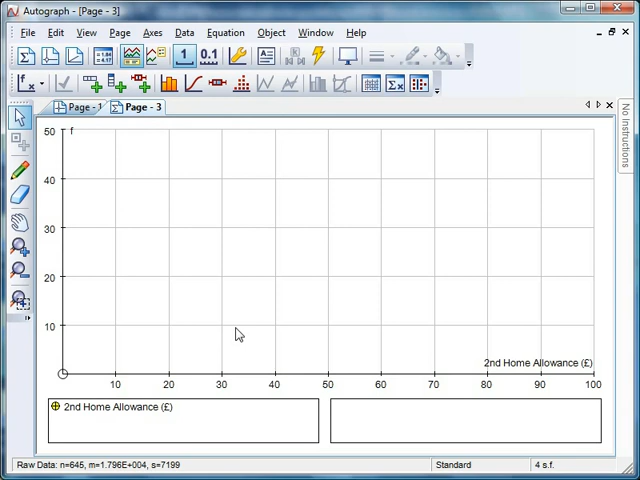 Autograph - [Page - 3]
File Edit View Page Axes Data Equation Object Window Help
1 0.1
Page - 1 Page - 3
No Instructions
f
50
40
30
20
10
2nd Home Allowance (£)
10 20 30 40 50 60 70 80 90 100
2nd Home Allowance (£)
Raw Data: n=645, m=1.796E+004, s=7199 Standard 4 s.f.